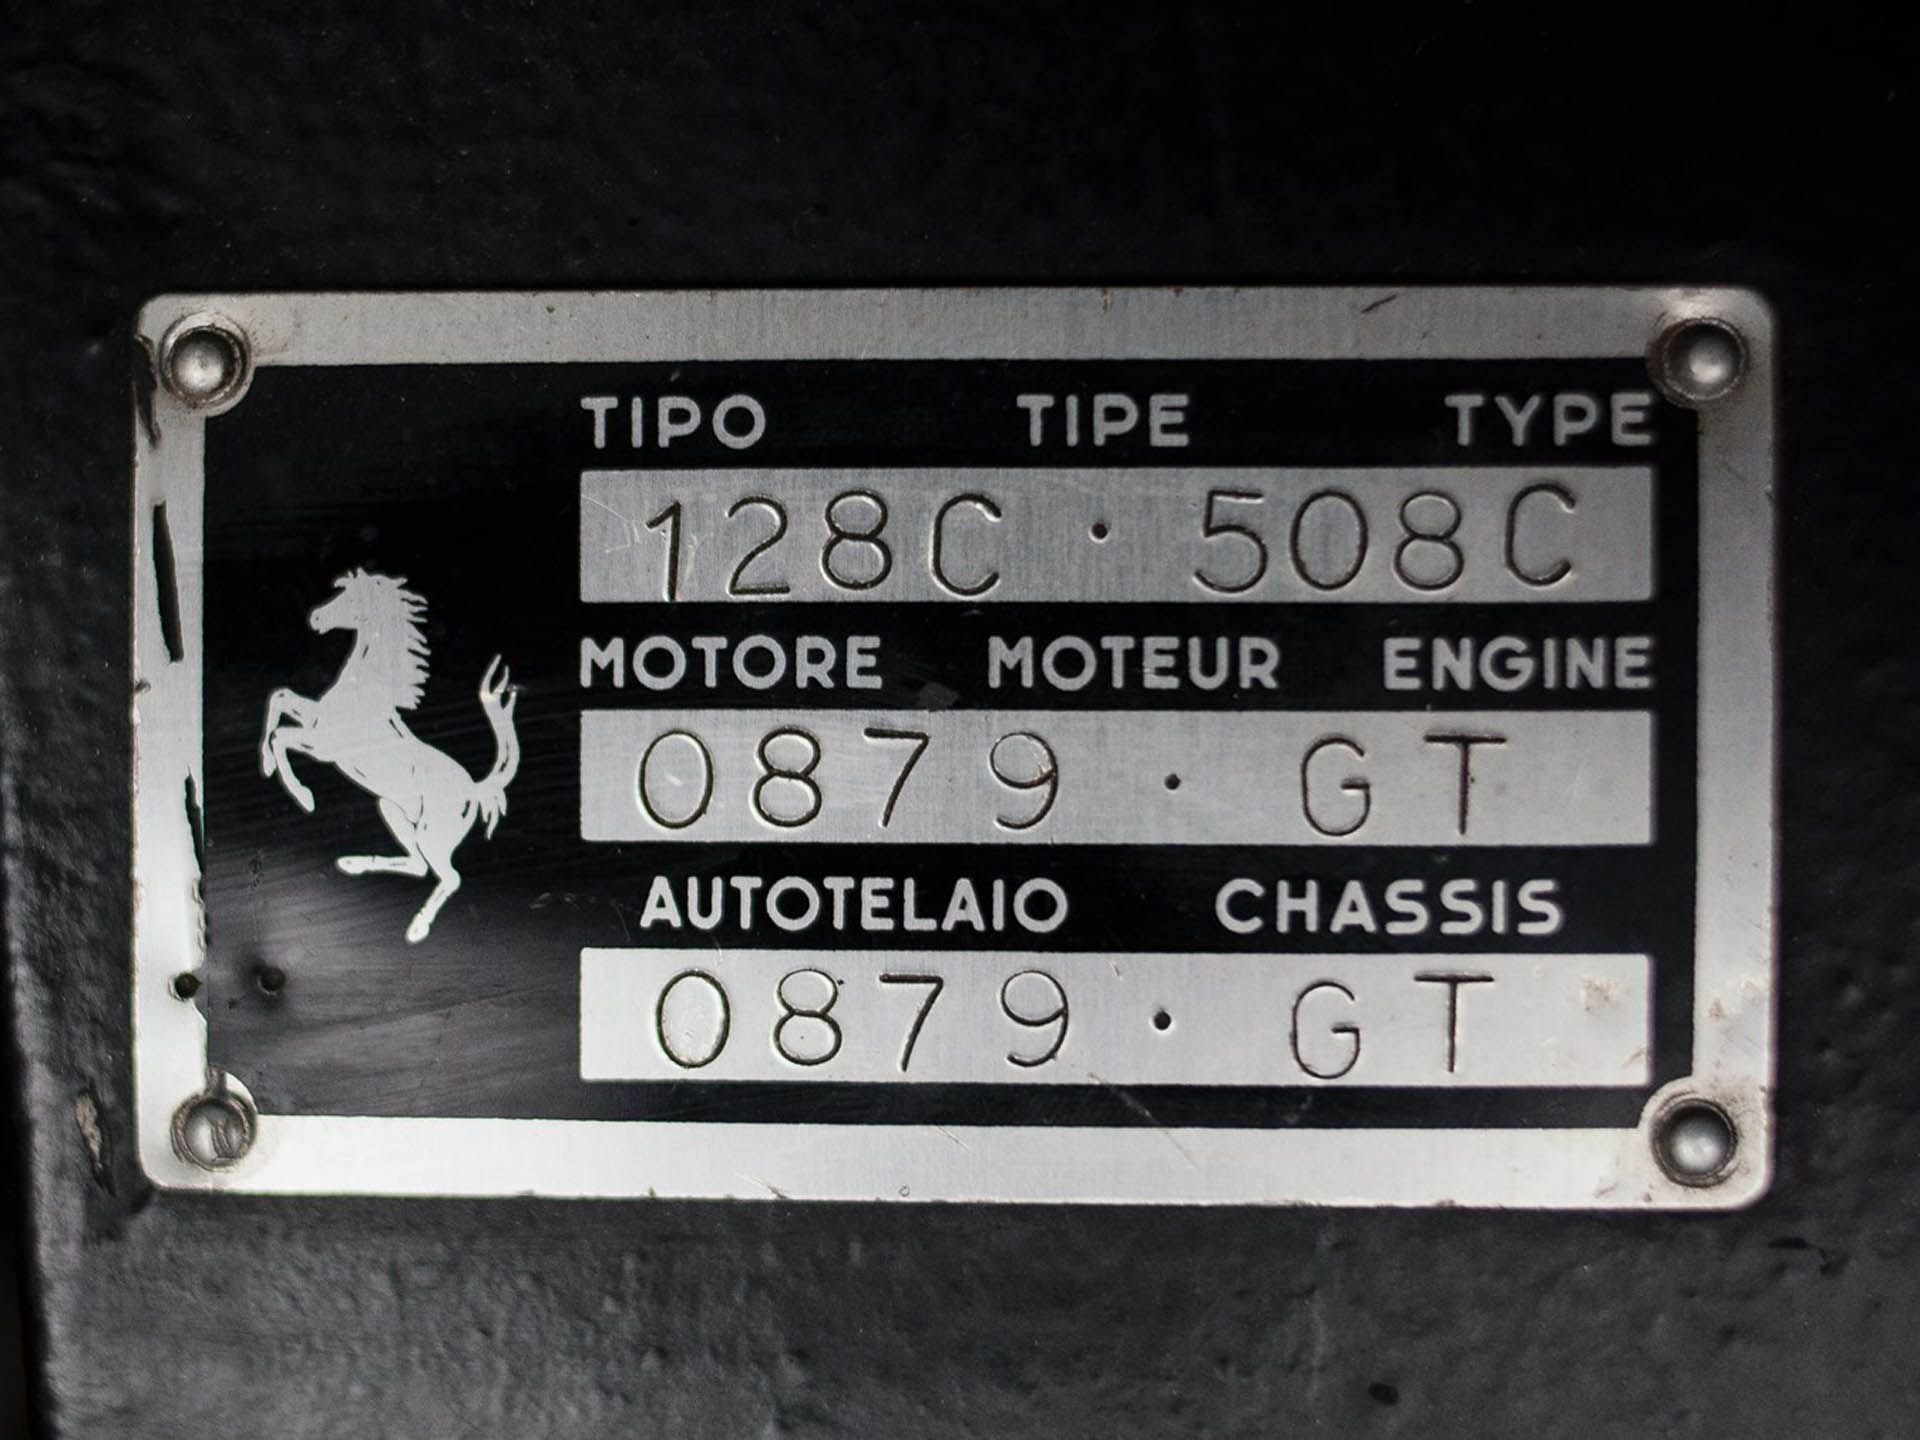 TIPO TIPE TYPE
128C · 508C
MOTORE MOTEUR ENGINE
0879 · GT
AUTOTELAIO CHASSIS
0879 · GT